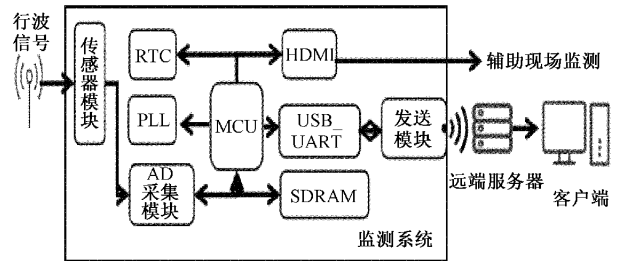 行波
信号
传感器模块
RTC
HDMI
辅助现场监测
PLL
MCU
USB_
UART
发送
模块
AD
采集
模块
SDRAM
监测系统
远端服务器
客户端